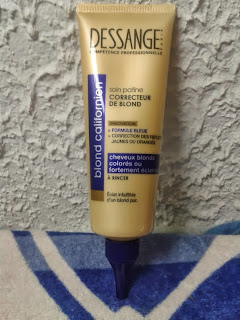 DESSANGE
COMPÉTENCE PROFESSIONNELLE
blond californien
soin patine
CORRECTEUR
DE BLOND
+ FORMULE BLEUE
+ CORRECTION DES REFLETS
JAUNES OU ORANGÉS
cheveux blonds
colorés ou
fortement éclaircis
À RINCER
Éclat infalsifiable
d'un blond pur.